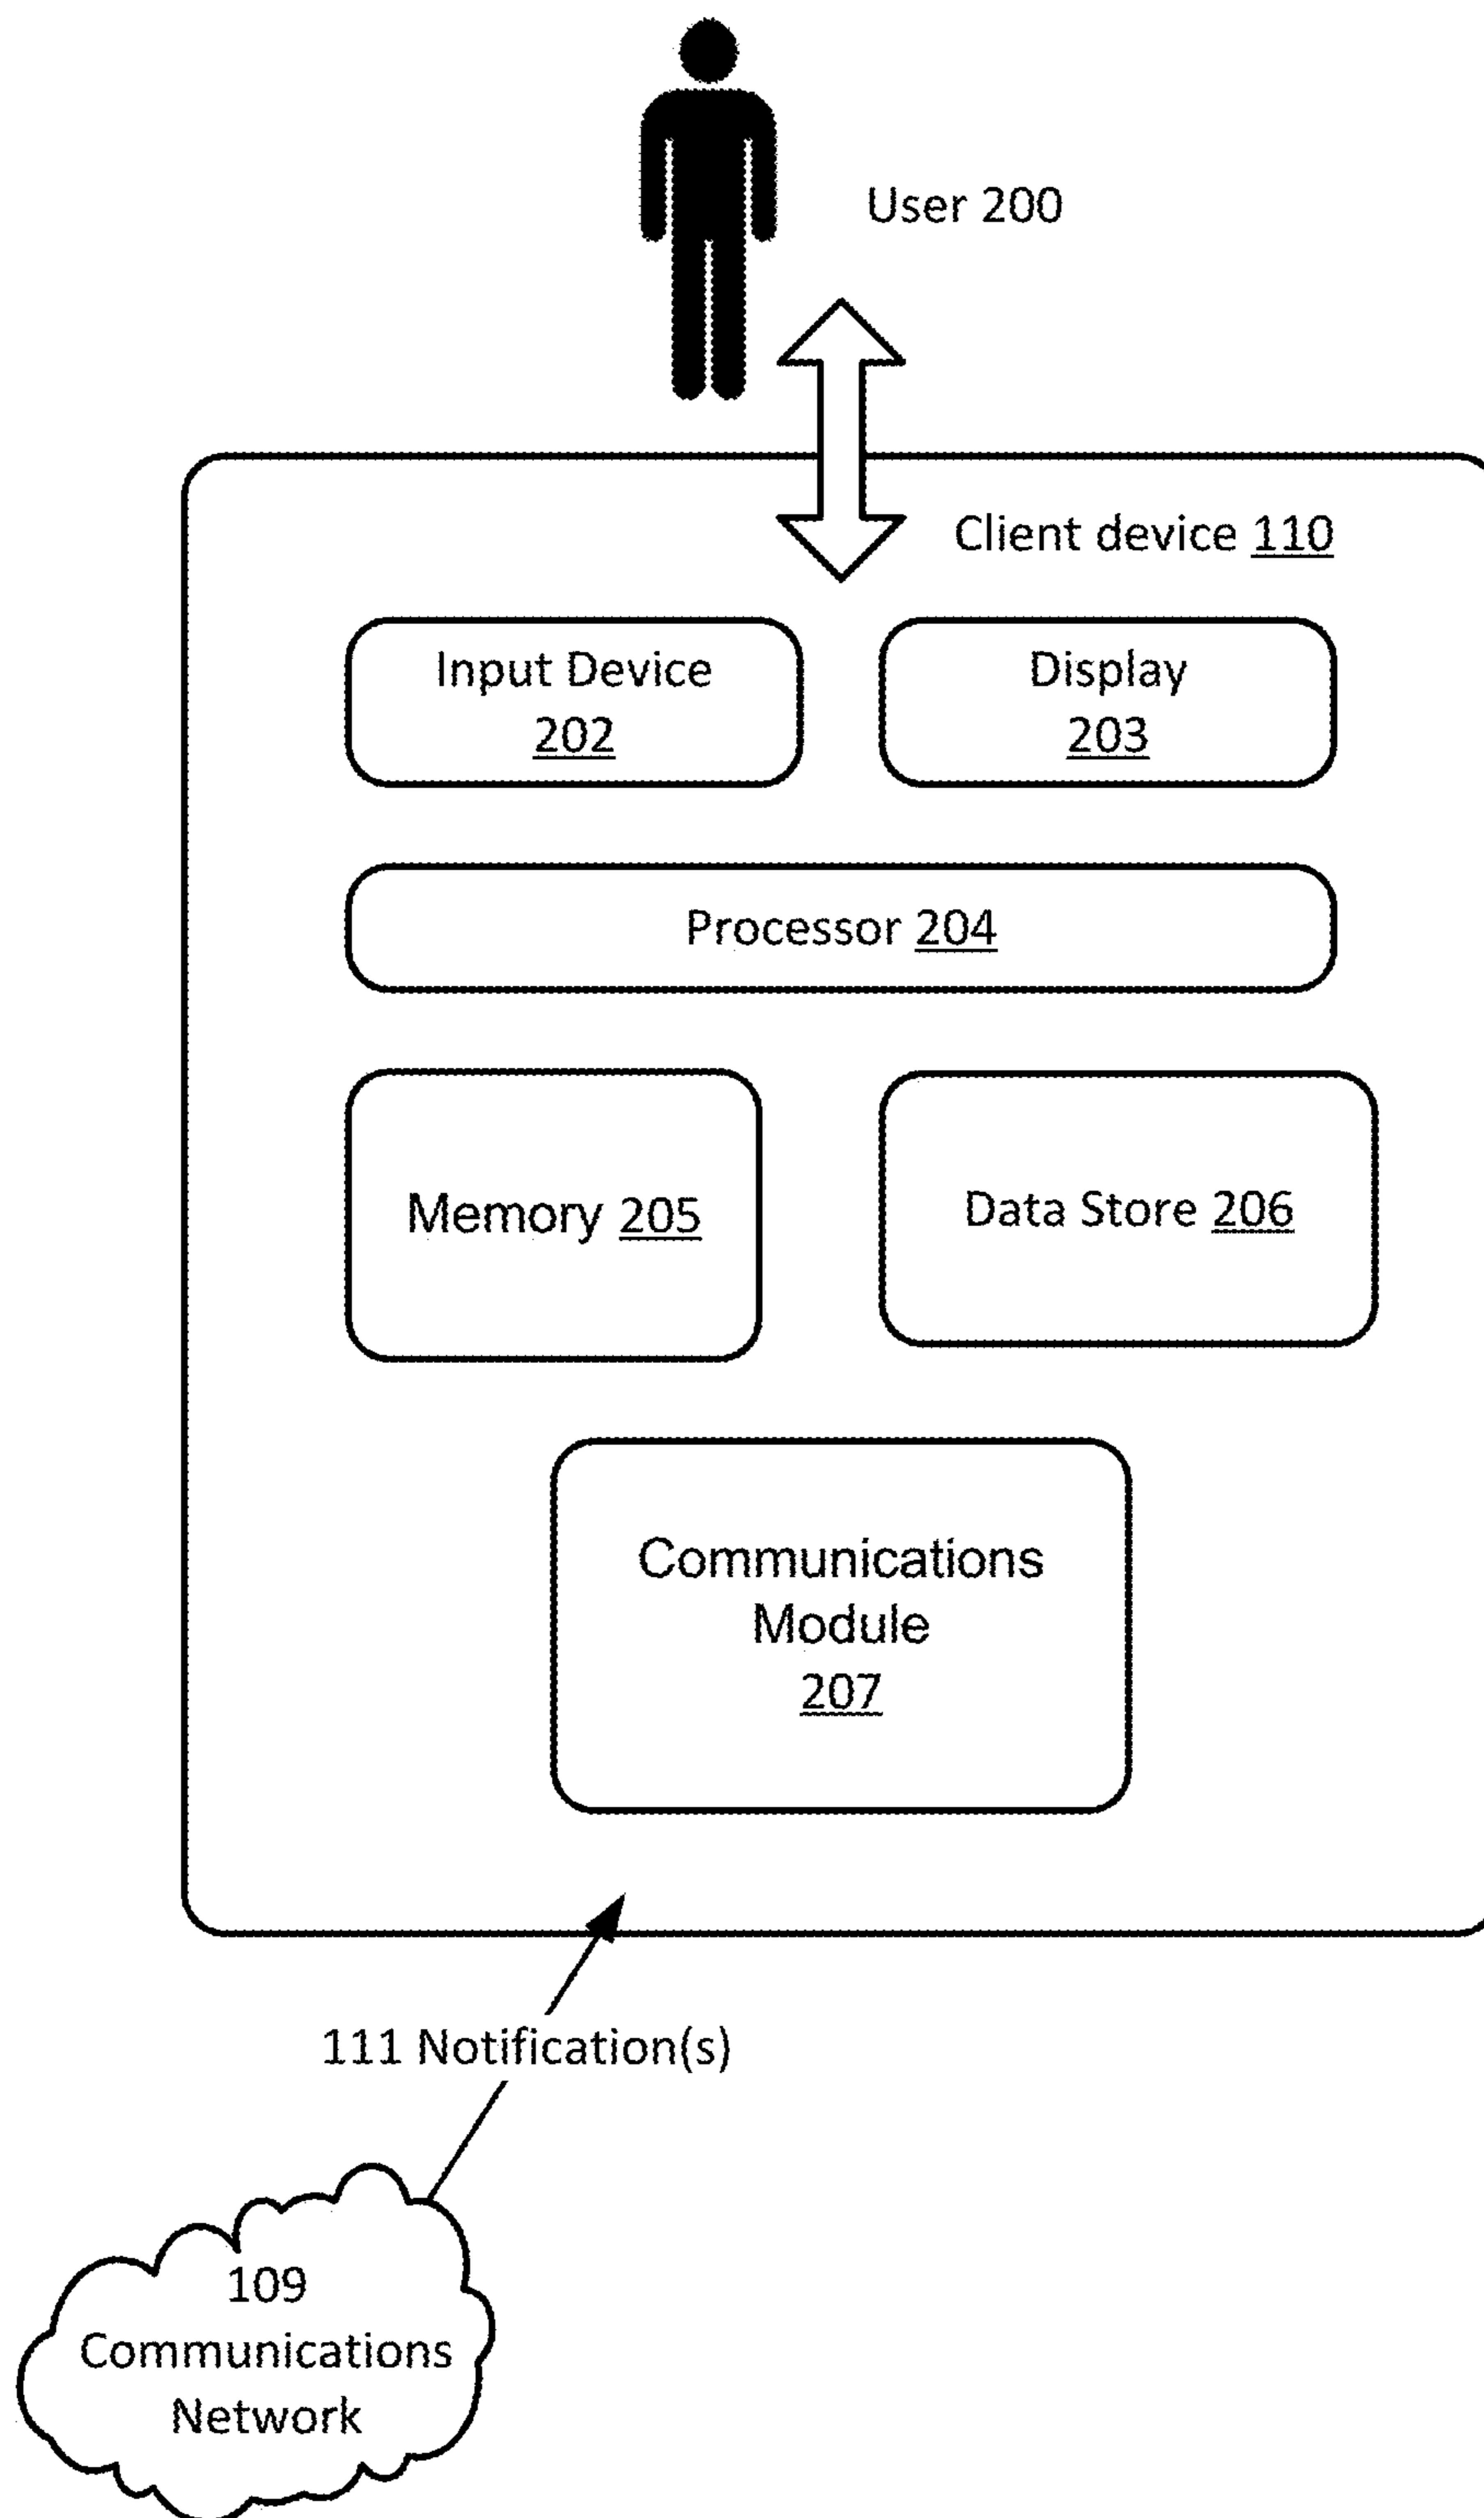 User 200
Client device 110
Input Device
202
Display
203
Processor 204
Memory 205
Data Store 206
Communications
Module
207
111 Notification(s)
109
Communications
Network